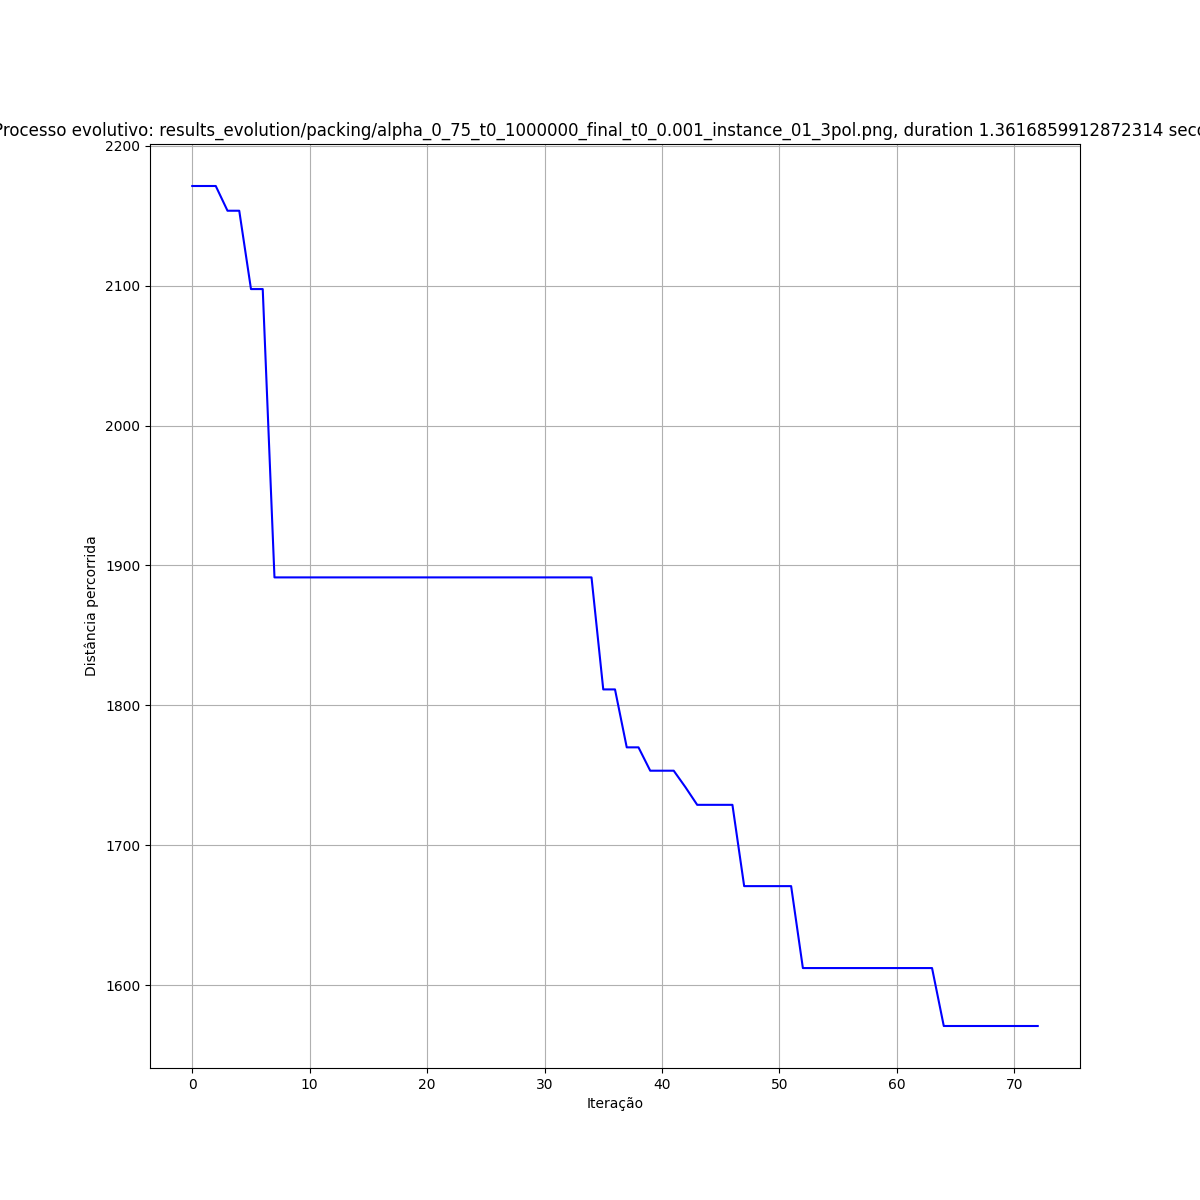 Processo evolutivo: results_evolution/packing/alpha_0_75_t0_1000000_final_t0_0.001_instance_01_3pol.png, duration 1.3616859912872314 seco
2200
2100
2000
1900
1800
1700
1600
Distância percorrida
0 10 20 30 40 50 60 70
Iteração